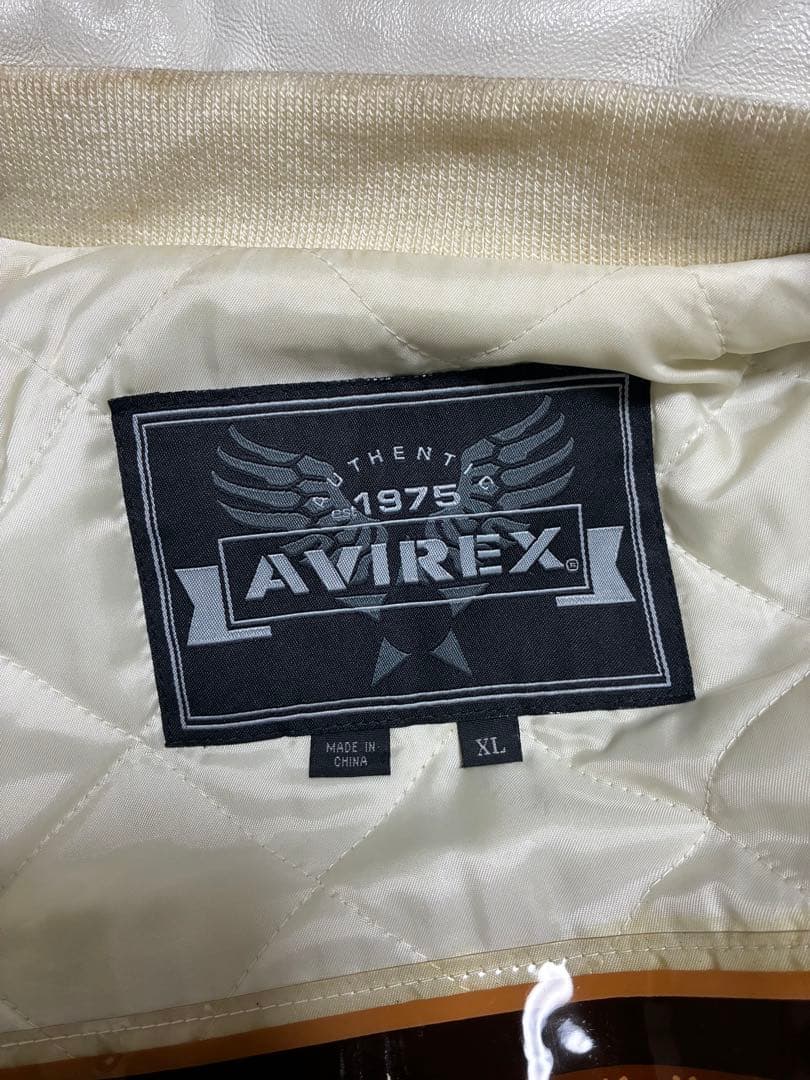 AUTHENTIC
est. 1975
AVIREX®
MADE IN
CHINA
XL